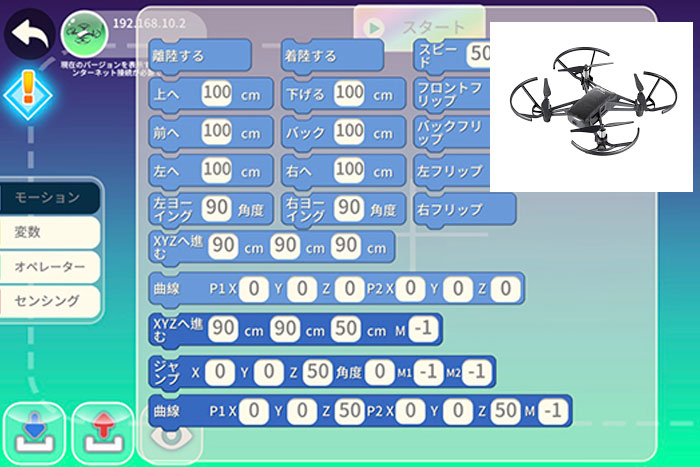 192.168.10.2
スタート
現在のバージョンを表示す
ンターネット接続が必要
離陸する
着陸する
スピード 50
上へ 100 cm
下げる 100 cm
フロントフリップ
前へ 100 cm
バック 100 cm
バックフリップ
左へ 100 cm
右へ 100 cm
左フリップ
左ヨーイング 90 角度
右ヨーイング 90 角度
右フリップ
モーション
変数
オペレーター
センシング
XYZへ進む 90 cm 90 cm 90 cm
曲線 P1 X 0 Y 0 Z 0 P2 X 0 Y 0 Z 0
XYZへ進む 90 cm 90 cm 50 cm M -1
ジャンプ X 0 Y 0 Z 50 角度 0 M1 -1 M2 -1
曲線 P1 X 0 Y 0 Z 50 P2 X 0 Y 0 Z 50 M -1